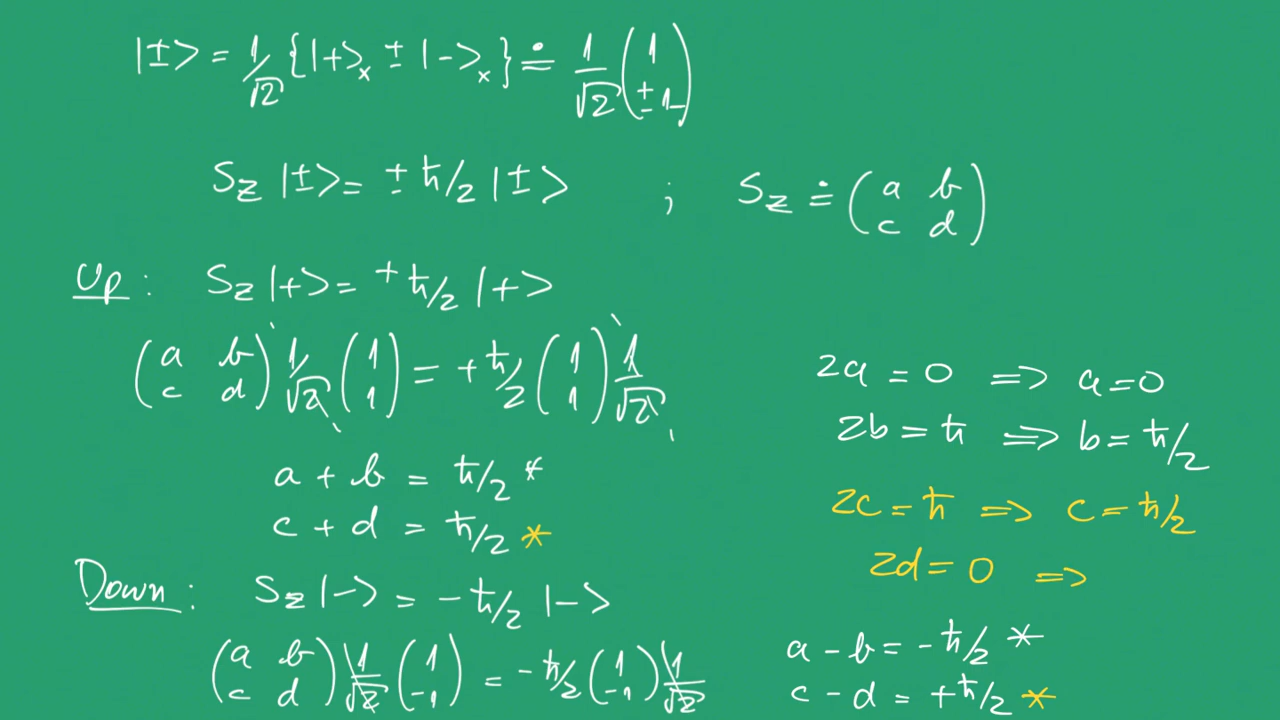 |±> = 1/√2 {|+>ₓ ± |->ₓ} ≐ 1/√2 (1 ±1)
S_z |±> = ± ħ/2 |±> ; S_z ≐ (a b
c d)
Up: S_z |+> = +ħ/2 |+>
(a b
c d) 1/√2 (1 1) = +ħ/2 (1 1) 1/√2
a + b = ħ/2 *
c + d = ħ/2 *
Down: S_z |-> = -ħ/2 |->
(a b
c d) 1/√2 (1 -1) = -ħ/2 (1 -1) 1/√2
2a = 0 => a = 0
2b = ħ => b = ħ/2
2c = ħ => c = ħ/2
2d = 0 =>
a - b = -ħ/2 *
c - d = +ħ/2 *